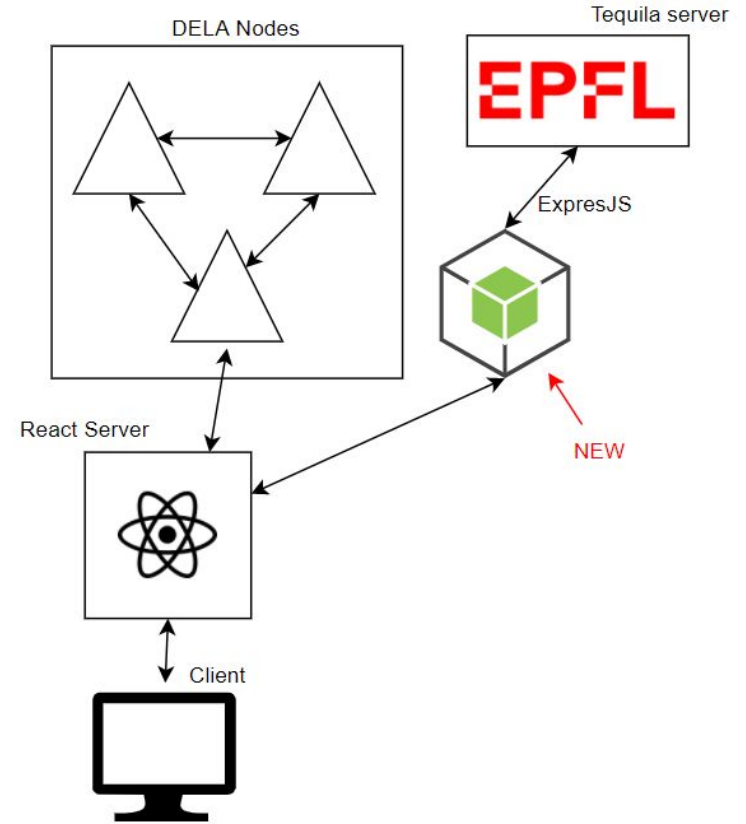 Tequila server
DELA Nodes
EPFL
ExpresJS
NEW
React Server
Client